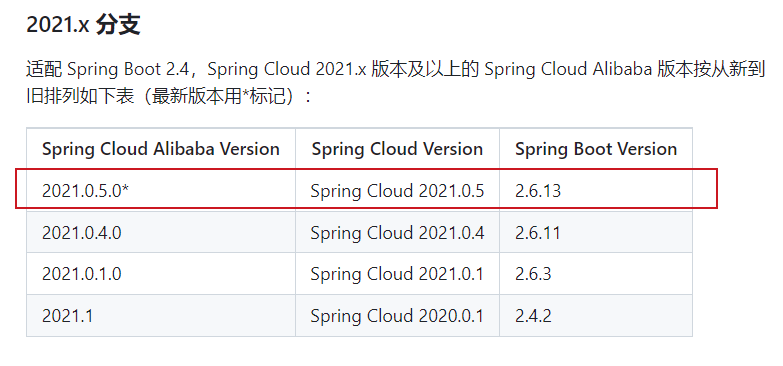 2021.x 分支
适配 Spring Boot 2.4，Spring Cloud 2021.x 版本及以上的 Spring Cloud Alibaba 版本按从新到
旧排列如下表（最新版本用*标记）：
Spring Cloud Alibaba Version Spring Cloud Version Spring Boot Version
2021.0.5.0* Spring Cloud 2021.0.5 2.6.13
2021.0.4.0 Spring Cloud 2021.0.4 2.6.11
2021.0.1.0 Spring Cloud 2021.0.1 2.6.3
2021.1 Spring Cloud 2020.0.1 2.4.2